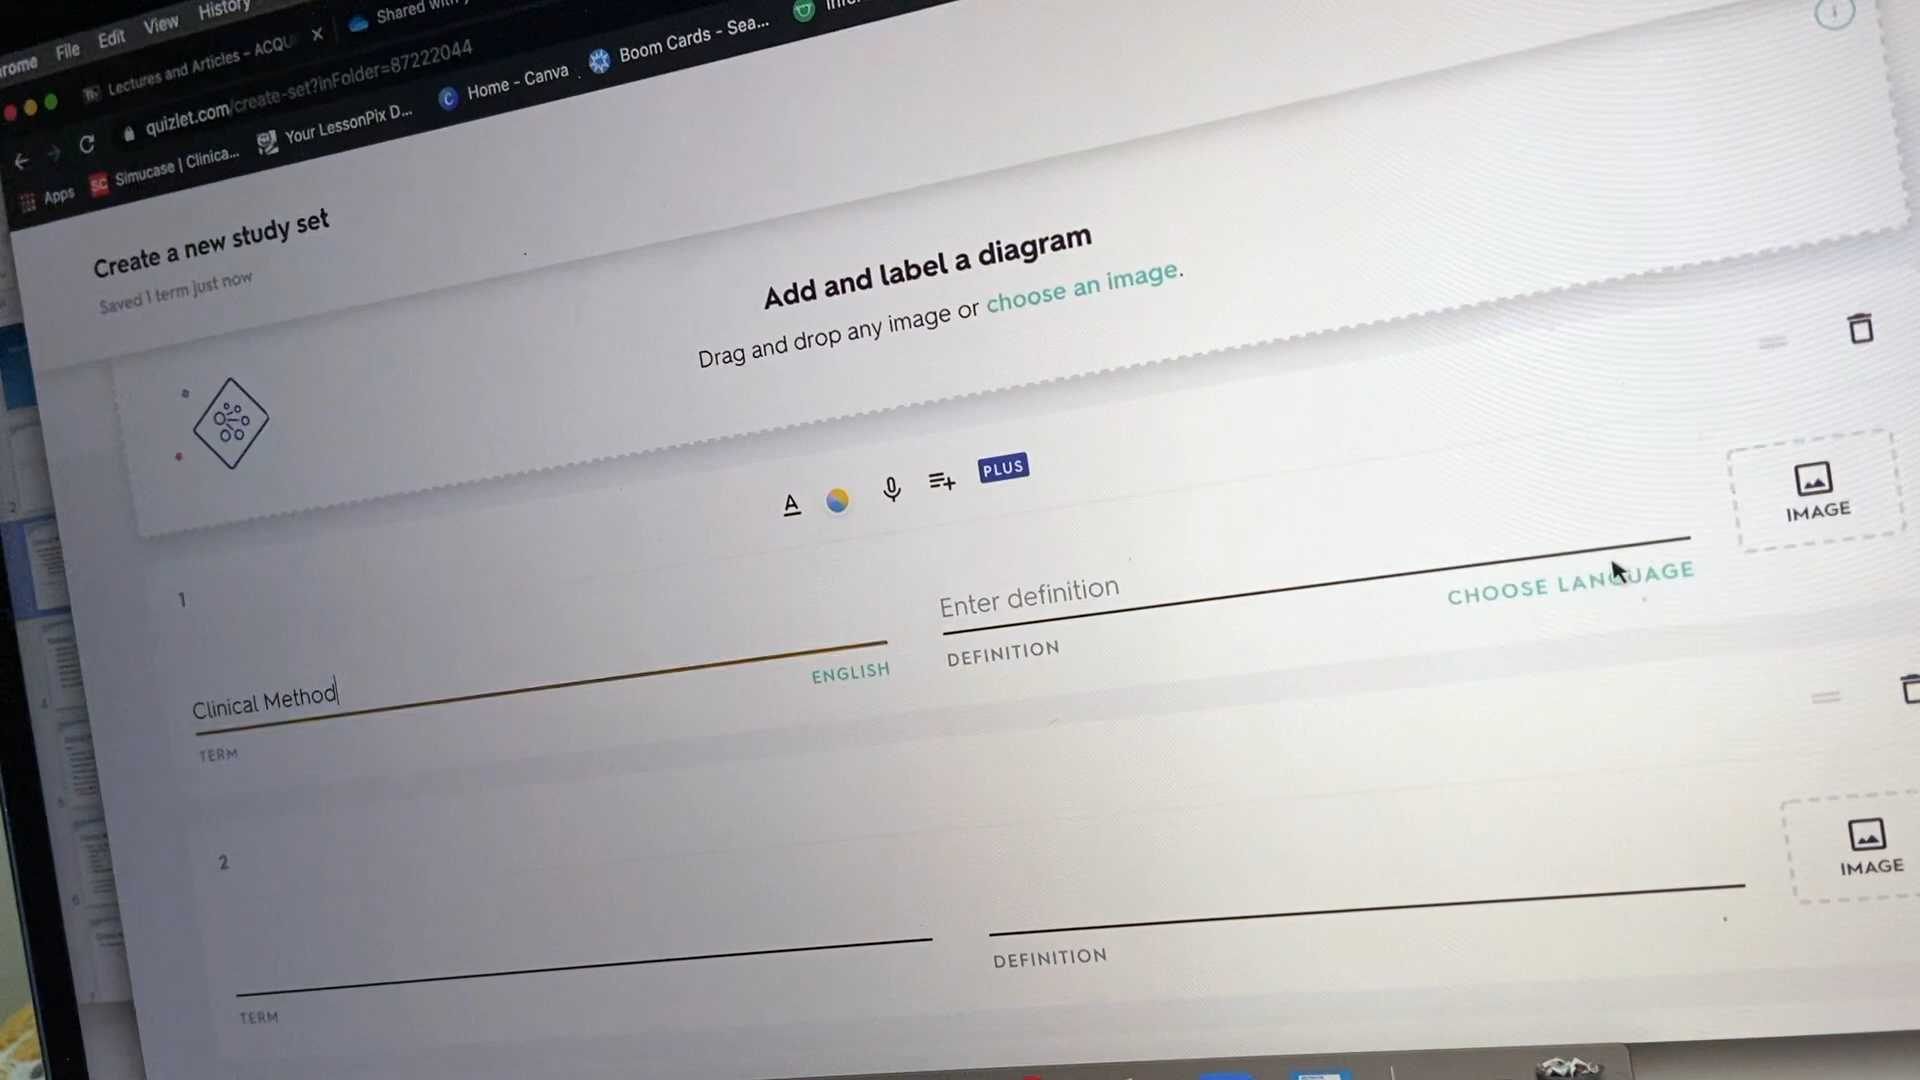 File Edit View History
Lectures and Articles - ACQU
Shared with
quizlet.com/create-set?inFolder=87222044
Apps
Simucase | Clinica...
Your LessonPix D...
Home - Canva
Boom Cards - Sea...
Create a new study set
Saved 1 term just now
Add and label a diagram
Drag and drop any image or choose an image.
PLUS
1
Clinical Method
TERM
ENGLISH
Enter definition
DEFINITION
CHOOSE LANGUAGE
IMAGE
2
TERM
DEFINITION
IMAGE